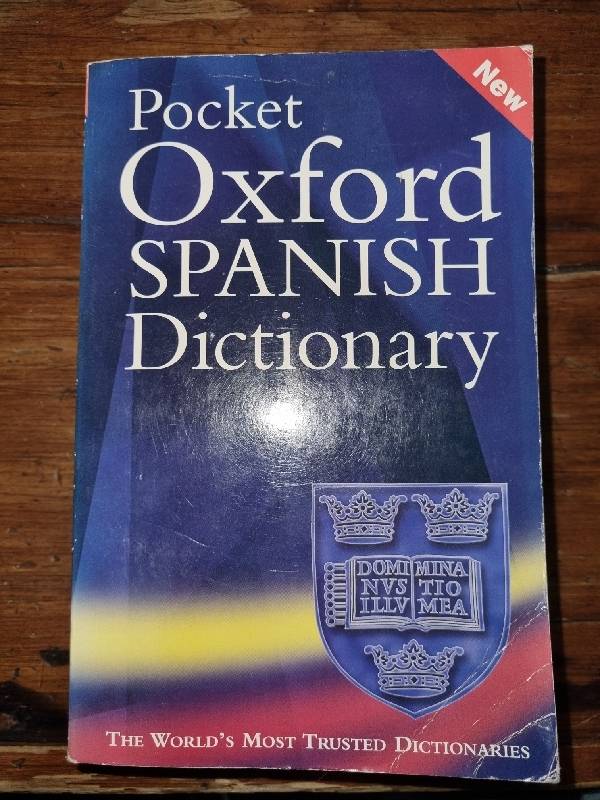 New
Pocket
Oxford
SPANISH
Dictionary
DOMI MINA
NVS TIO
ILLV MEA
THE WORLD'S MOST TRUSTED DICTIONARIES